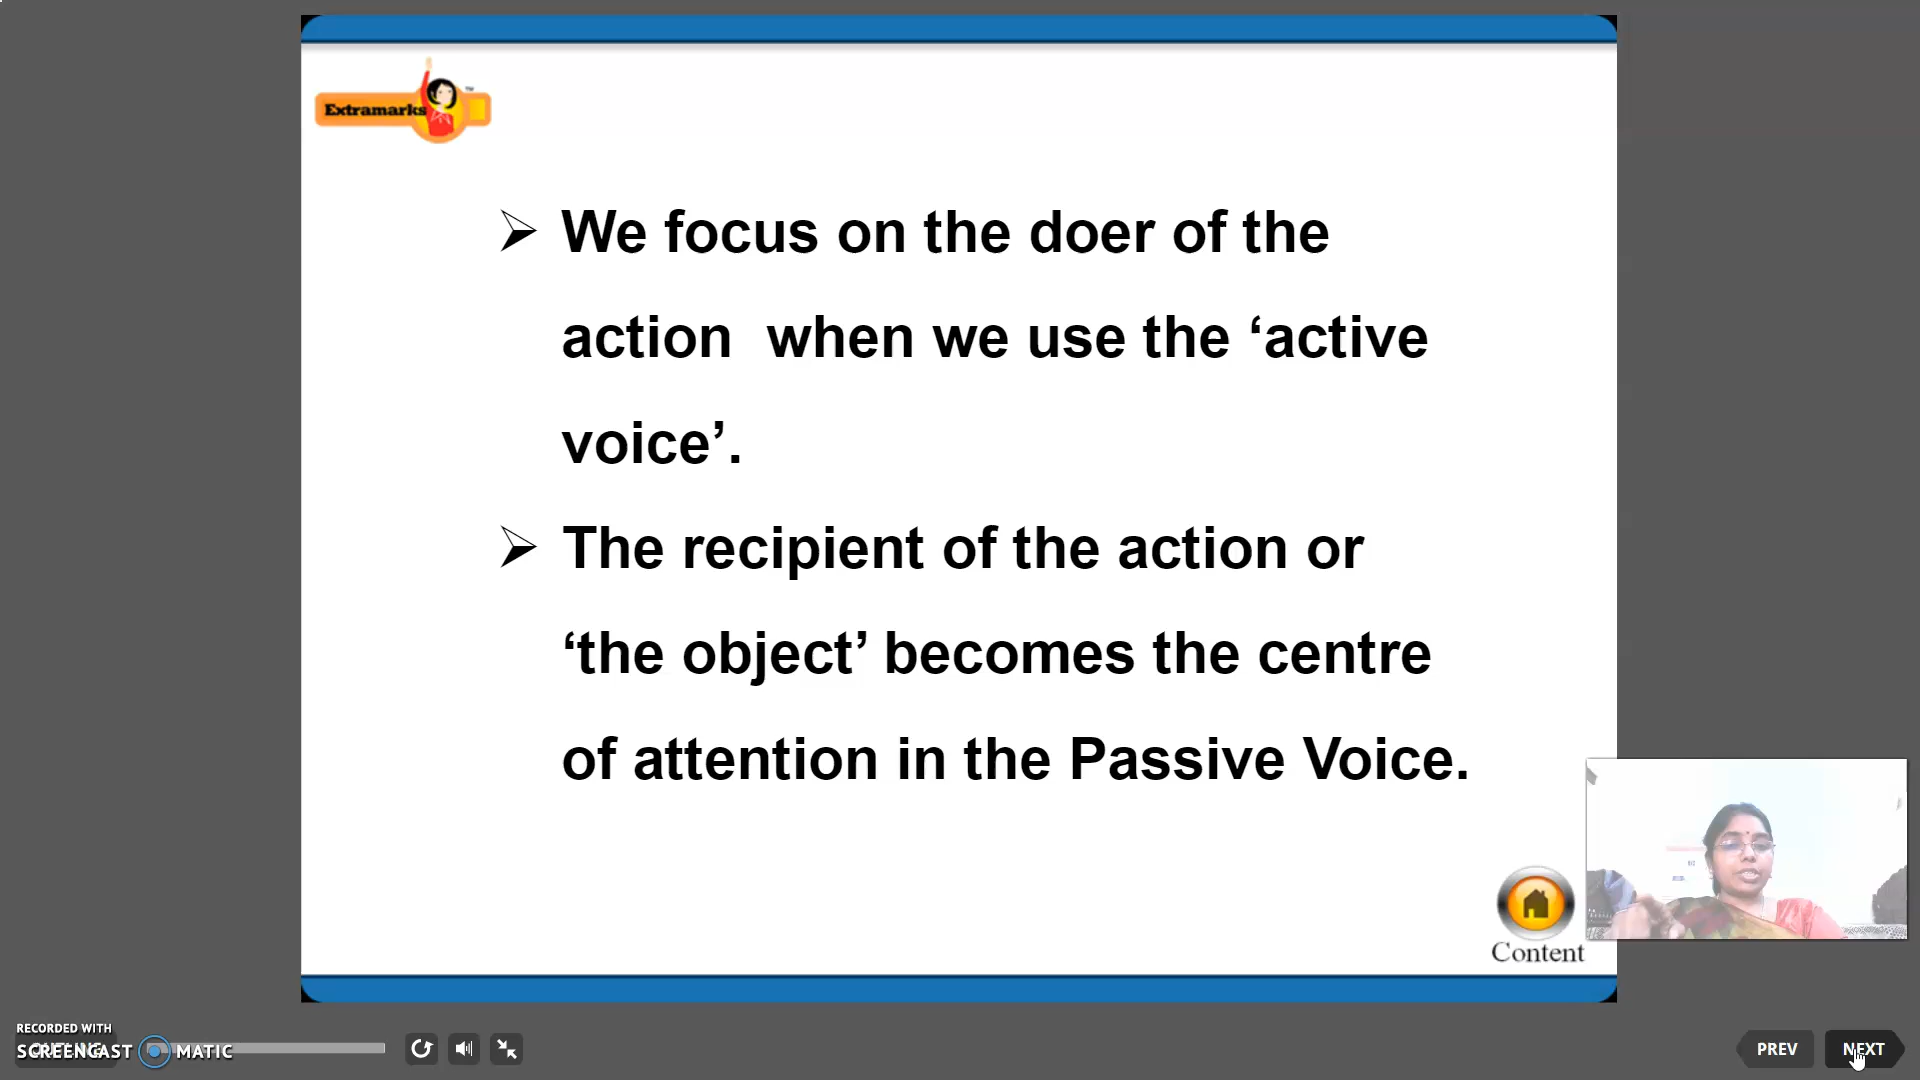 Extramarks
➢ We focus on the doer of the
action when we use the ‘active
voice’.
➢ The recipient of the action or
‘the object’ becomes the centre
of attention in the Passive Voice.
Content
RECORDED WITH
SCREENCAST MATIC
PREV
NEXT